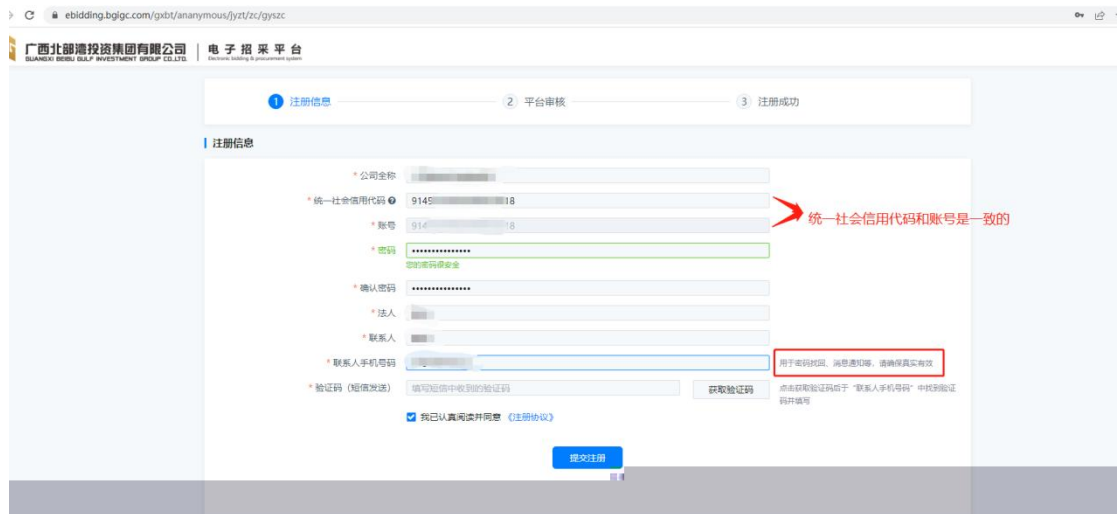 ebidding.bgigc.com/gxbt/ananymous/jyzt/zc/gyszc
广西北部湾投资集团有限公司
GUANGXI BEIBU GULF INVESTMENT GROUP CO.,LTD.
电子招采平台
Electronic bidding & procurement system
1 注册信息
2 平台审核
3 注册成功
注册信息
* 公司全称
* 统一社会信用代码
9145 18
* 账号
914 8
统一社会信用代码和账号是一致的
* 密码
•••••••••••••••
您的密码很安全
* 确认密码
•••••••••••••••
* 法人
* 联系人
* 联系人手机号码
用于密码找回、消息通知等，请确保真实有效
* 验证码（短信发送）
填写短信中收到的验证码
获取验证码
点击获取验证码后于“联系人手机号码”中找到验证
码并填写
我已认真阅读并同意 《注册协议》
提交注册